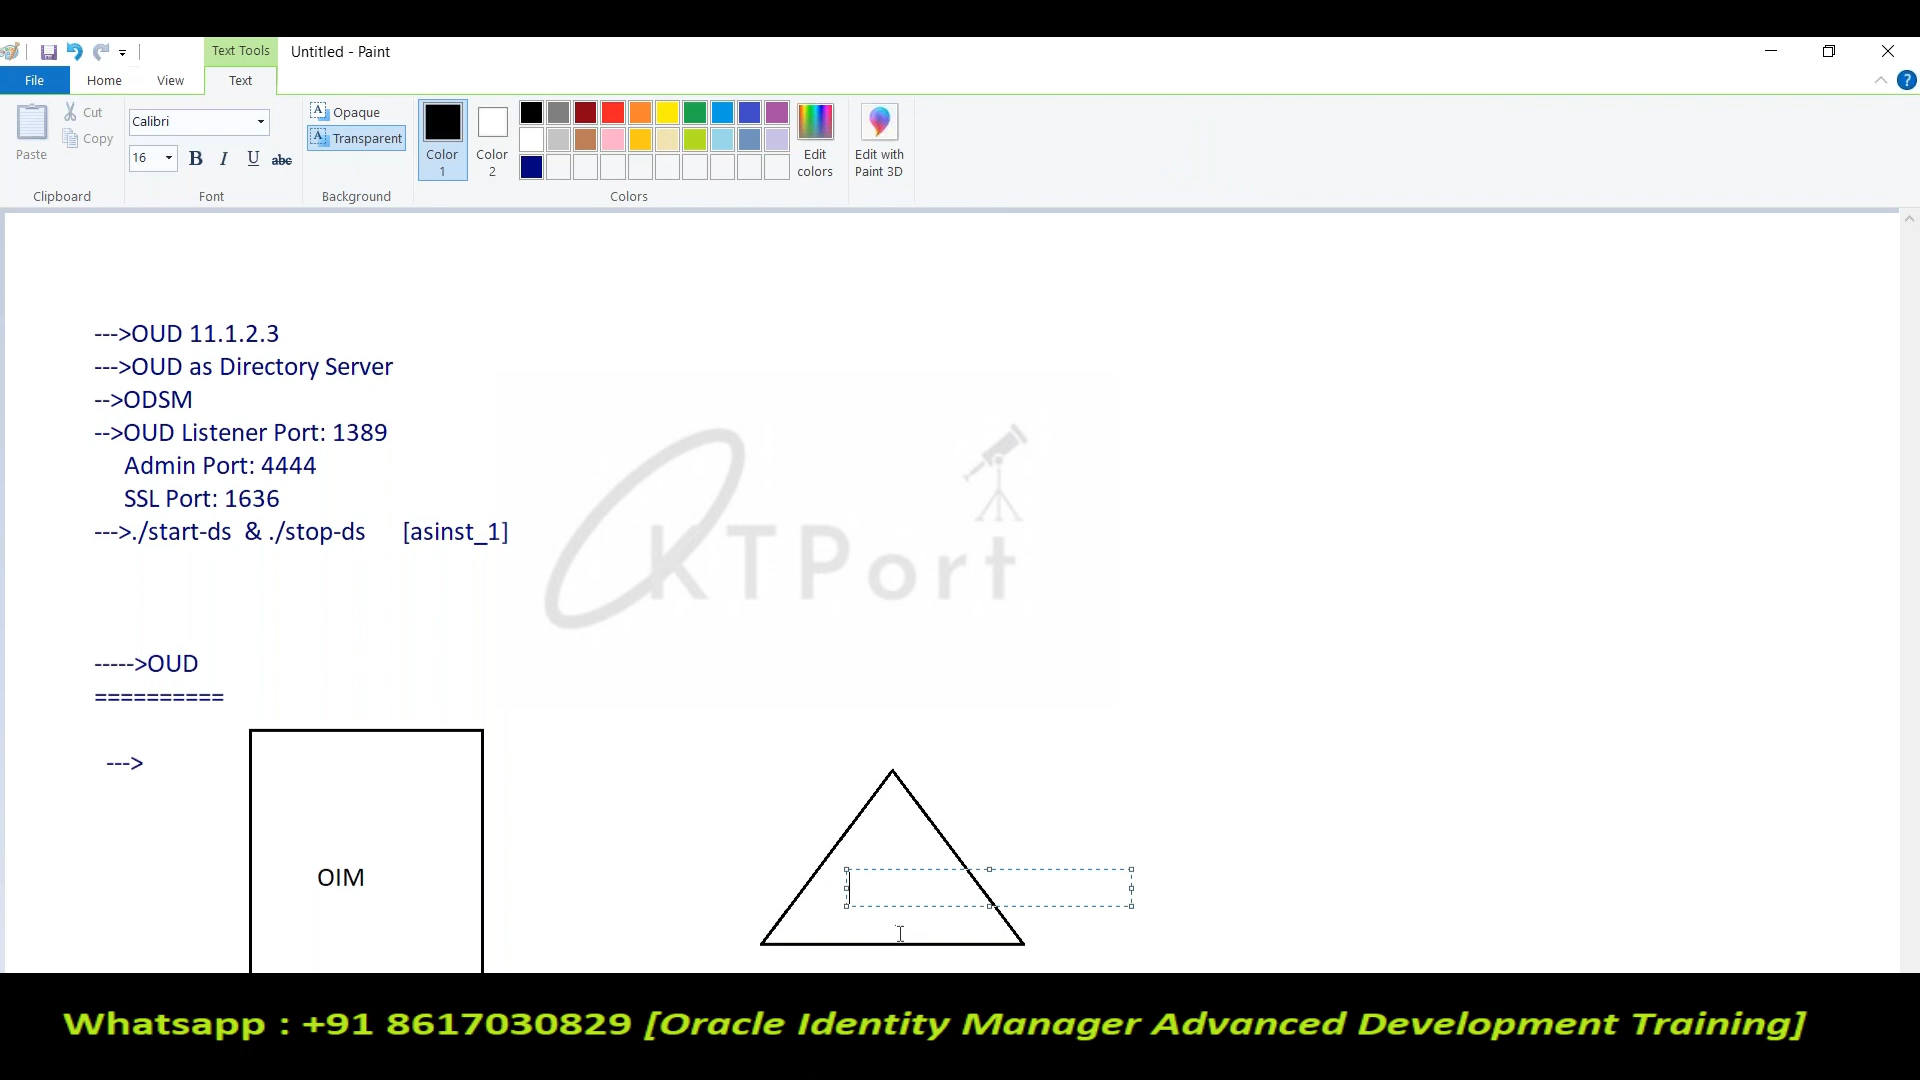 Text Tools
Untitled - Paint
File
Home
View
Text
Paste
Cut
Copy
Clipboard
Calibri
16
B I U abc
Font
Opaque
Transparent
Background
Color 1
Color 2
Edit colors
Colors
Edit with Paint 3D
--->OUD 11.1.2.3
--->OUD as Directory Server
-->ODSM
-->OUD Listener Port: 1389
Admin Port: 4444
SSL Port: 1636
--->./start-ds & ./stop-ds [asinst_1]
KTPort
----->OUD
==========
--->
OIM
Whatsapp : +91 8617030829 [Oracle Identity Manager Advanced Development Training]